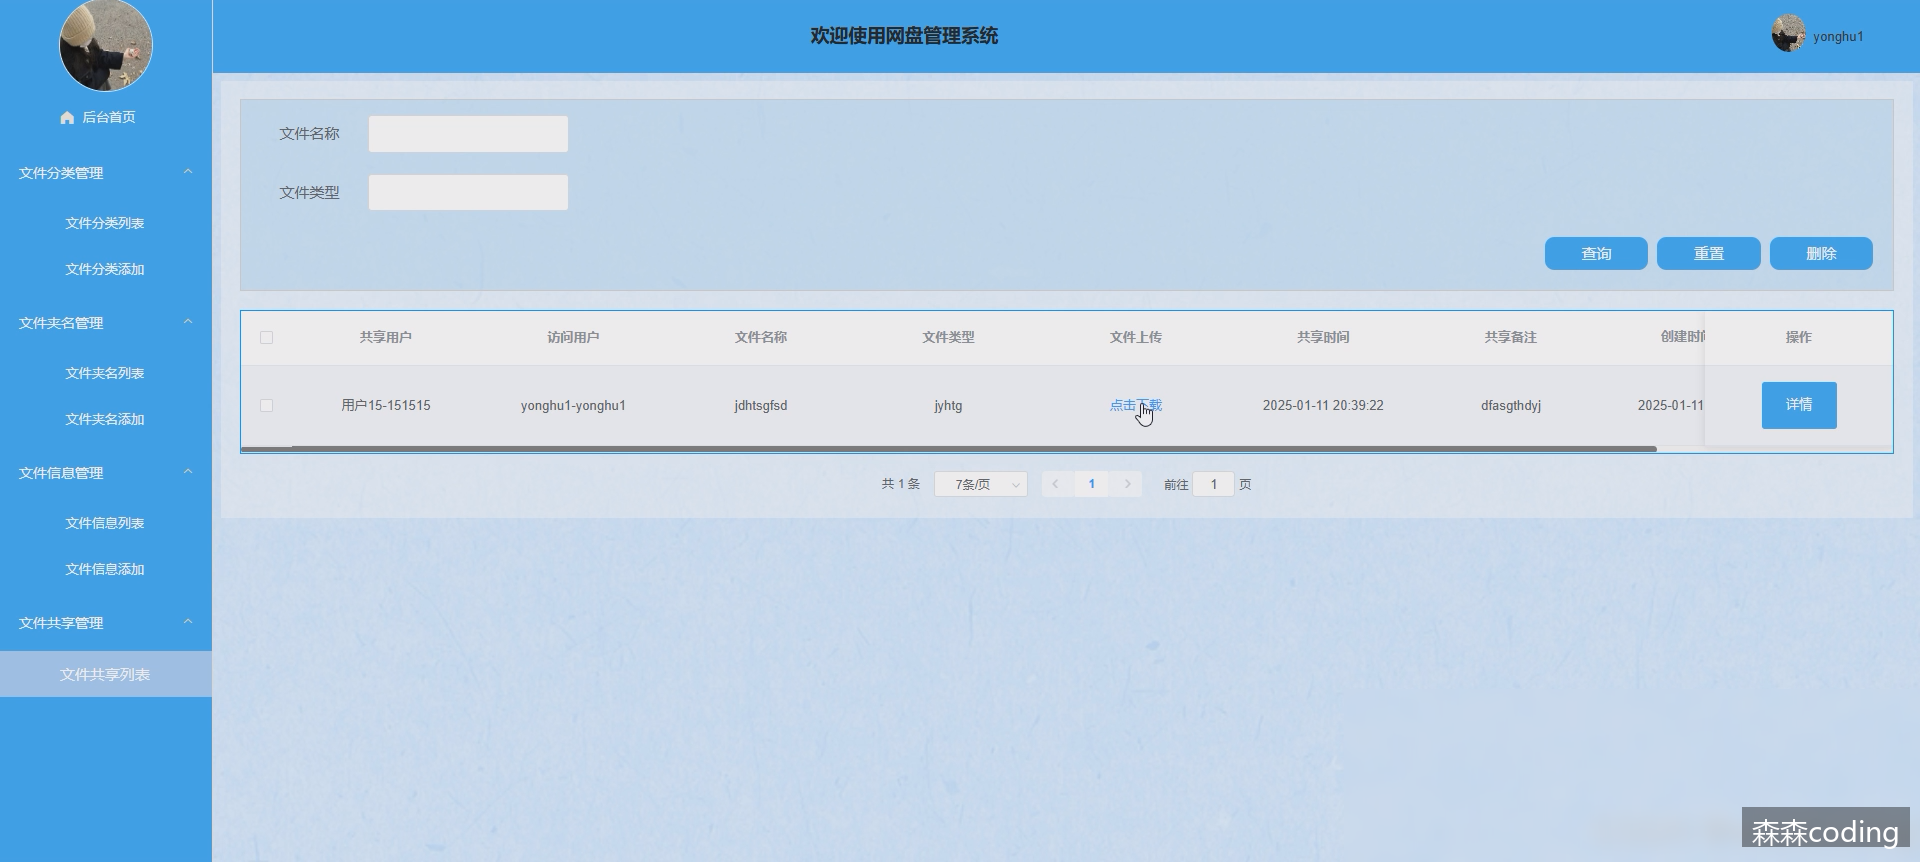 欢迎使用网盘管理系统
yonghu1
后台首页
文件分类管理
文件分类列表
文件分类添加
文件夹名管理
文件夹名列表
文件夹名添加
文件信息管理
文件信息列表
文件信息添加
文件共享管理
文件共享列表
文件名称
文件类型
查询 重置 删除
共享用户 访问用户 文件名称 文件类型 文件上传 共享时间 共享备注 创建时间 操作
用户15-151515 yonghu1-yonghu1 jdhtsgfsd jyhtg 点击下载 2025-01-11 20:39:22 dfasgthdyj 2025-01-11 详情
共 1 条 7条/页 1 前往 1 页
森森coding